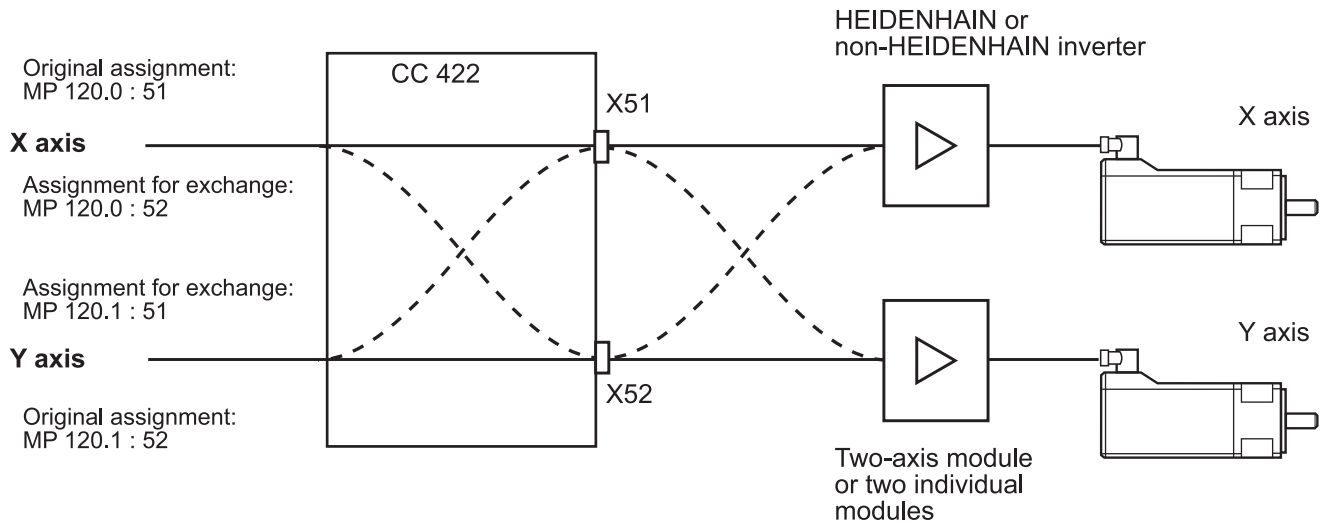 Original assignment:
MP 120.0 : 51
X axis
Assignment for exchange:
MP 120.0 : 52
Assignment for exchange:
MP 120.1 : 51
Y axis
Original assignment:
MP 120.1 : 52
CC 422
X51
X52
HEIDENHAIN or
non-HEIDENHAIN inverter
X axis
Y axis
Two-axis module
or two individual
modules